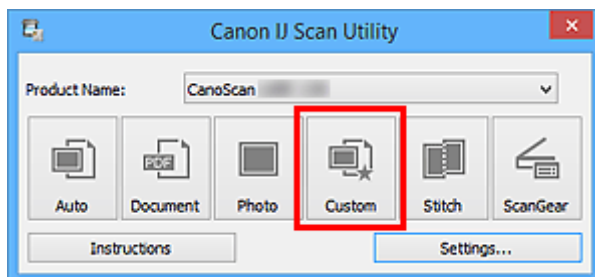 Canon IJ Scan Utility
Product Name: CanoScan
PDF
Auto Document Photo Custom Stitch ScanGear
Instructions Settings...